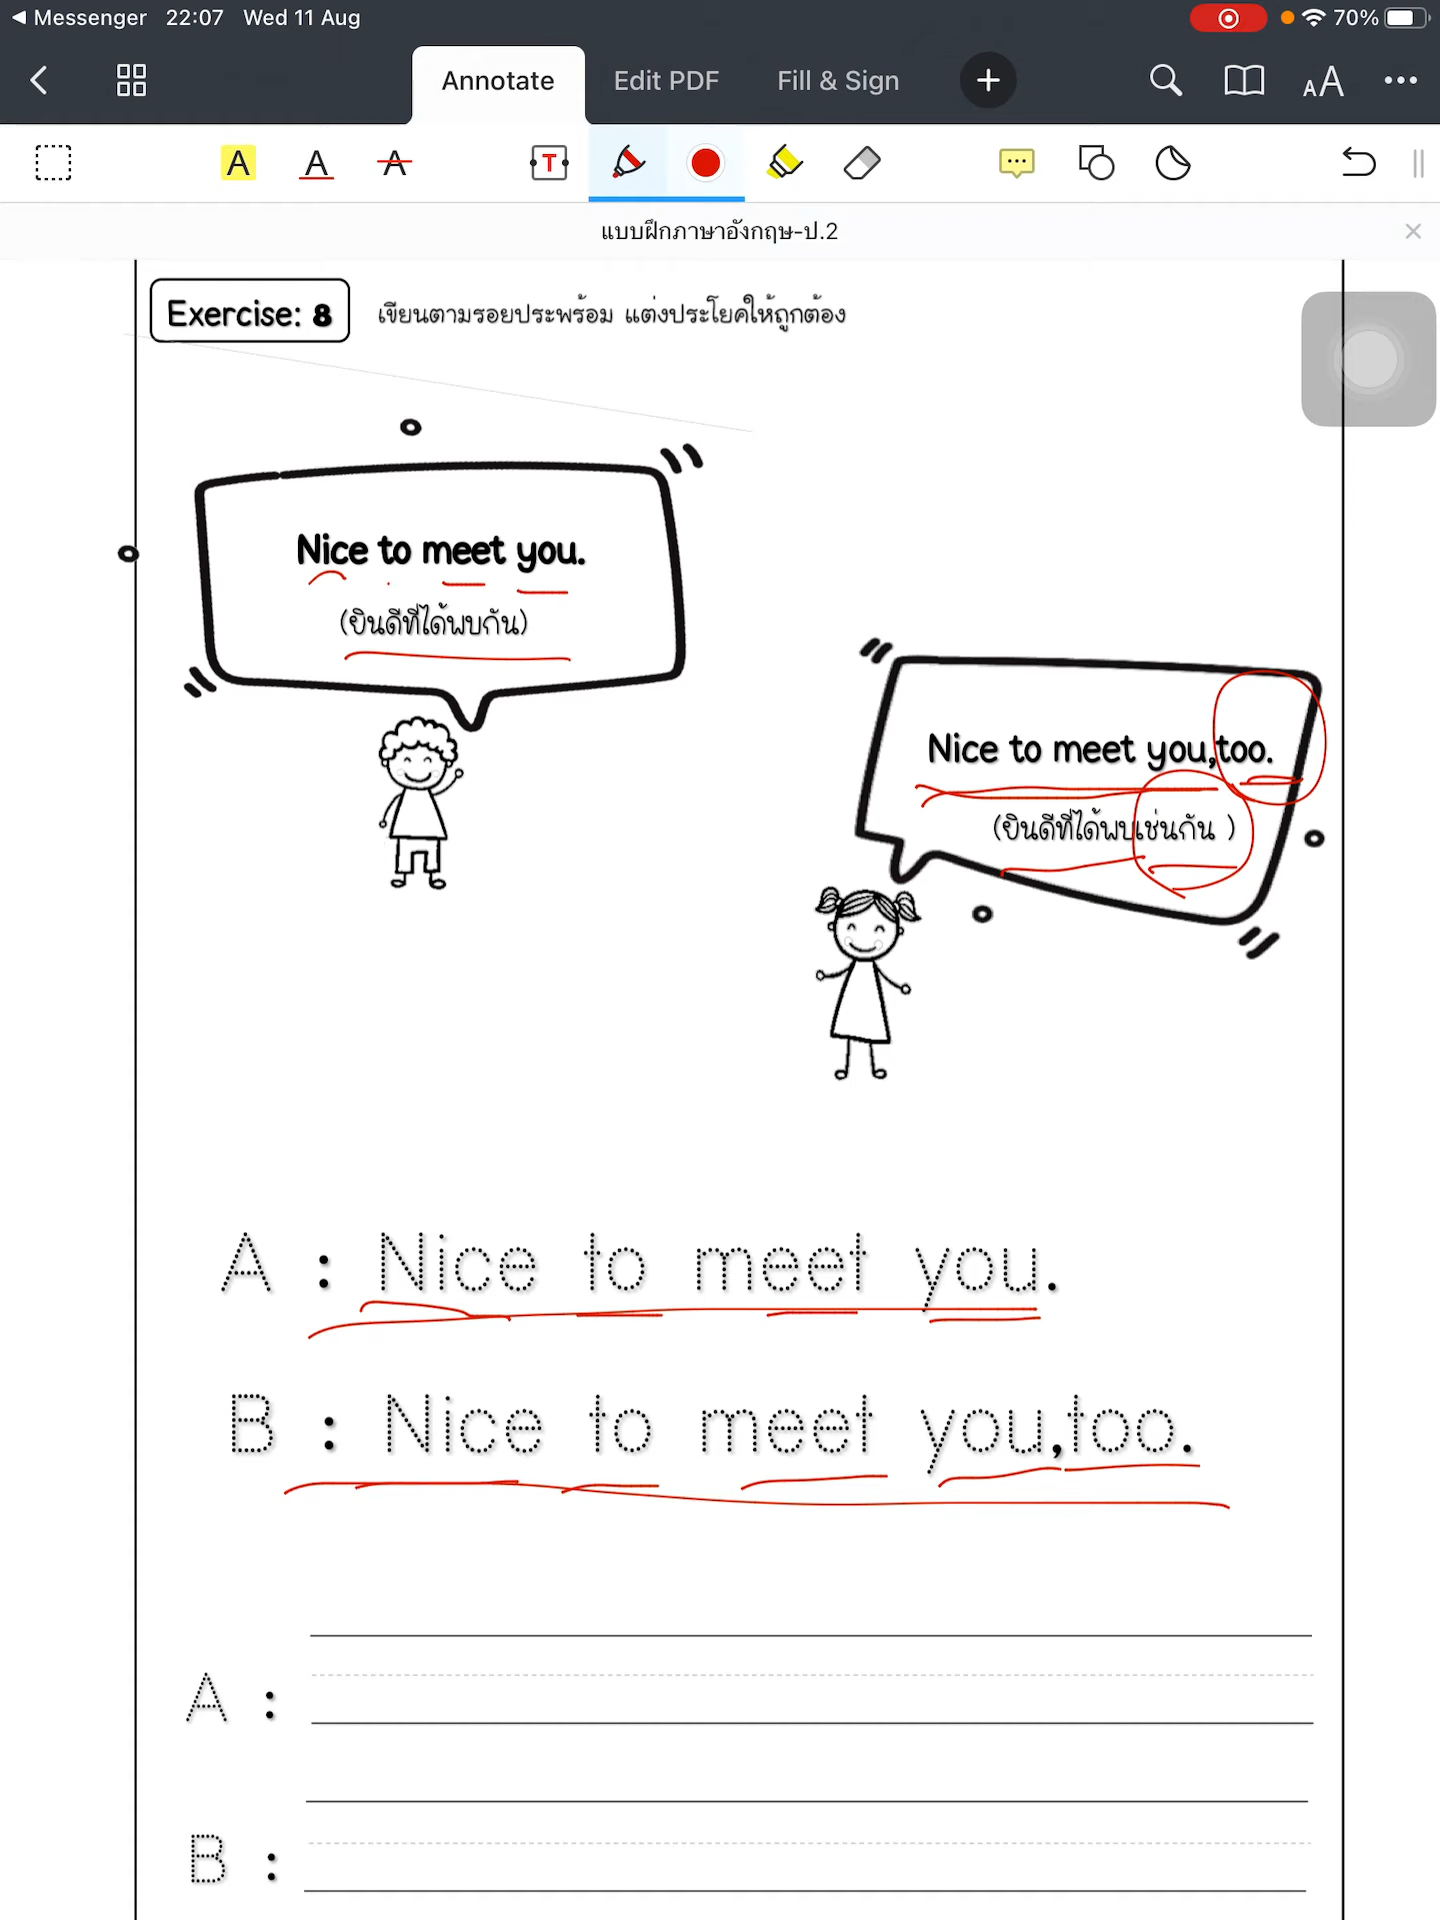 Messenger 22:07 Wed 11 Aug 70%
Annotate Edit PDF Fill & Sign
A A A T AA
แบบฝึกภาษาอังกฤษ-ป.2
Exercise: 8 เขียนตามรอยประพร้อม แต่งประโยคให้ถูกต้อง
Nice to meet you.
(ยินดีที่ได้พบกัน)
Nice to meet you,too.
(ยินดีที่ได้พบเช่นกัน )
A : Nice to meet you.
B : Nice to meet you,too.
A :
B :